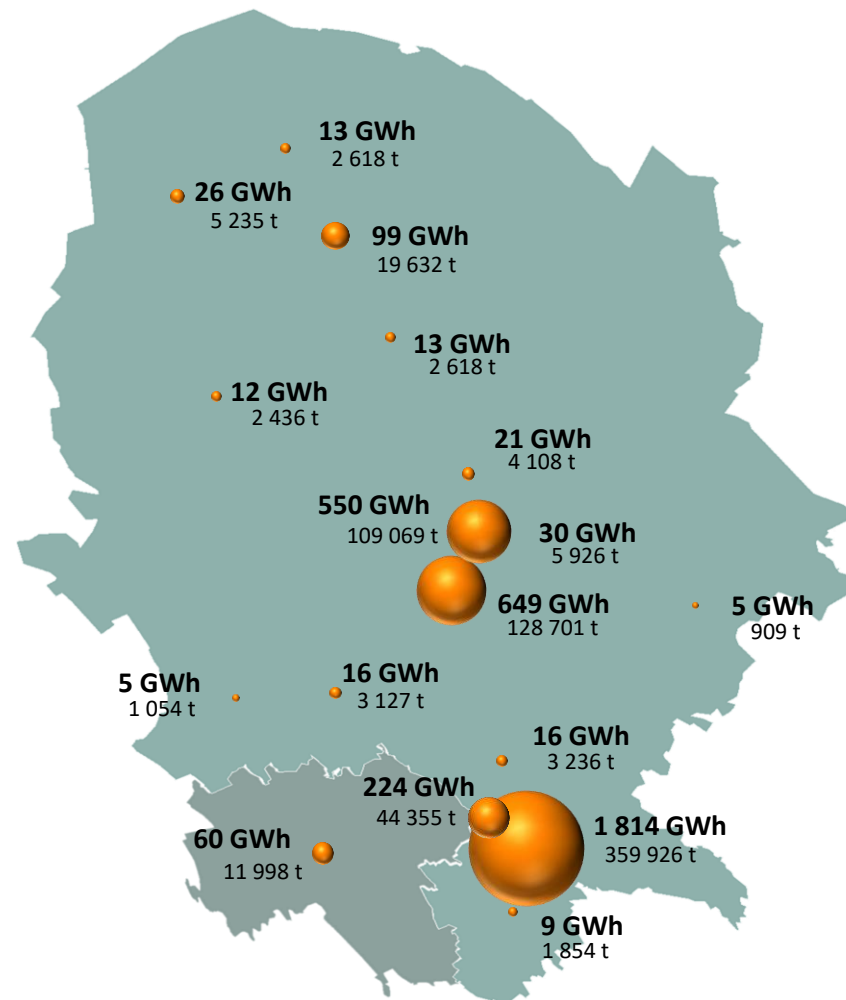 13 GWh
2 618 t
26 GWh
5 235 t
99 GWh
19 632 t
13 GWh
2 618 t
12 GWh
2 436 t
21 GWh
4 108 t
550 GWh
109 069 t
30 GWh
5 926 t
649 GWh
128 701 t
5 GWh
909 t
5 GWh
1 054 t
16 GWh
3 127 t
16 GWh
3 236 t
224 GWh
44 355 t
1 814 GWh
359 926 t
60 GWh
11 998 t
9 GWh
1 854 t